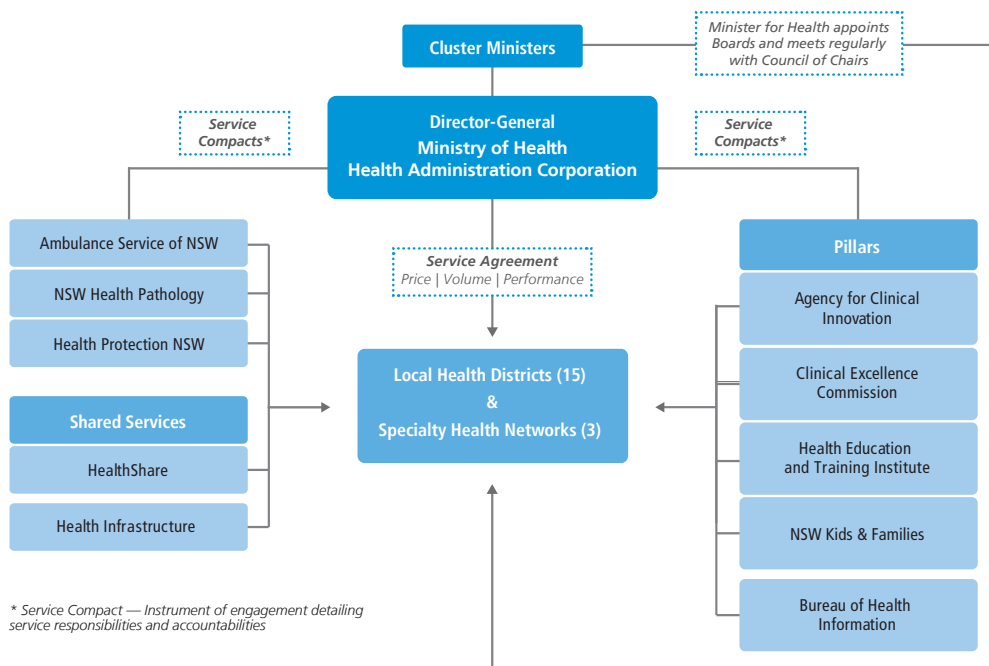 Cluster Ministers
Minister for Health appoints
Boards and meets regularly
with Council of Chairs
Service
Compacts*
Director-General
Ministry of Health
Health Administration Corporation
Service
Compacts*
Ambulance Service of NSW
NSW Health Pathology
Health Protection NSW
Shared Services
HealthShare
Health Infrastructure
Service Agreement
Price | Volume | Performance
Local Health Districts (15)
&
Specialty Health Networks (3)
Pillars
Agency for Clinical
Innovation
Clinical Excellence
Commission
Health Education
and Training Institute
NSW Kids & Families
Bureau of Health
Information
* Service Compact — Instrument of engagement detailing
service responsibilities and accountabilities